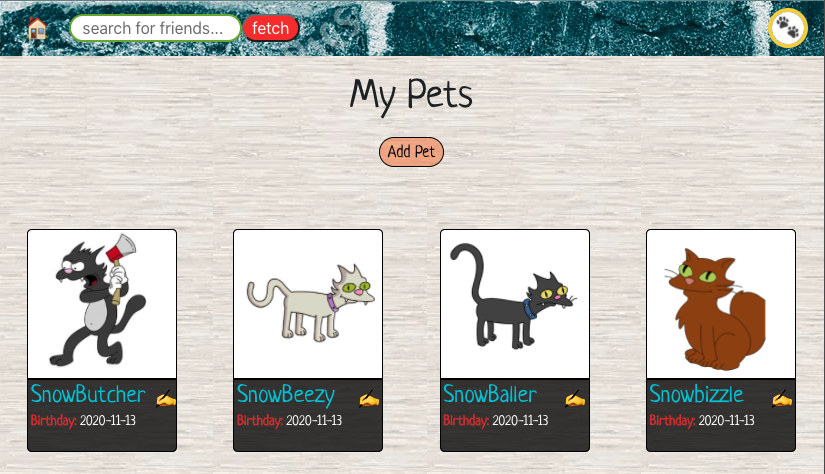 search for friends... fetch
My Pets
Add Pet
SnowButcher
Birthday: 2020-11-13
SnowBeezy
Birthday: 2020-11-13
SnowBaller
Birthday: 2020-11-13
Snowbizzle
Birthday: 2020-11-13